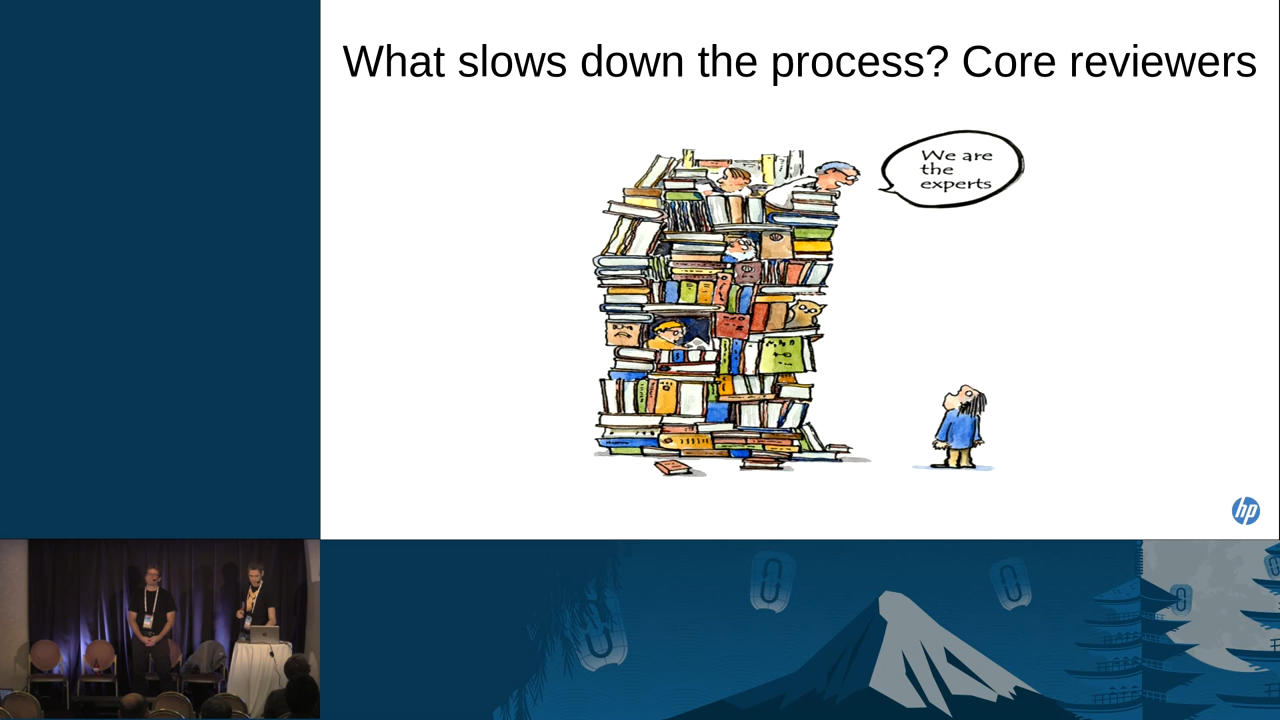 What slows down the process? Core reviewers
We are
the
experts
hp